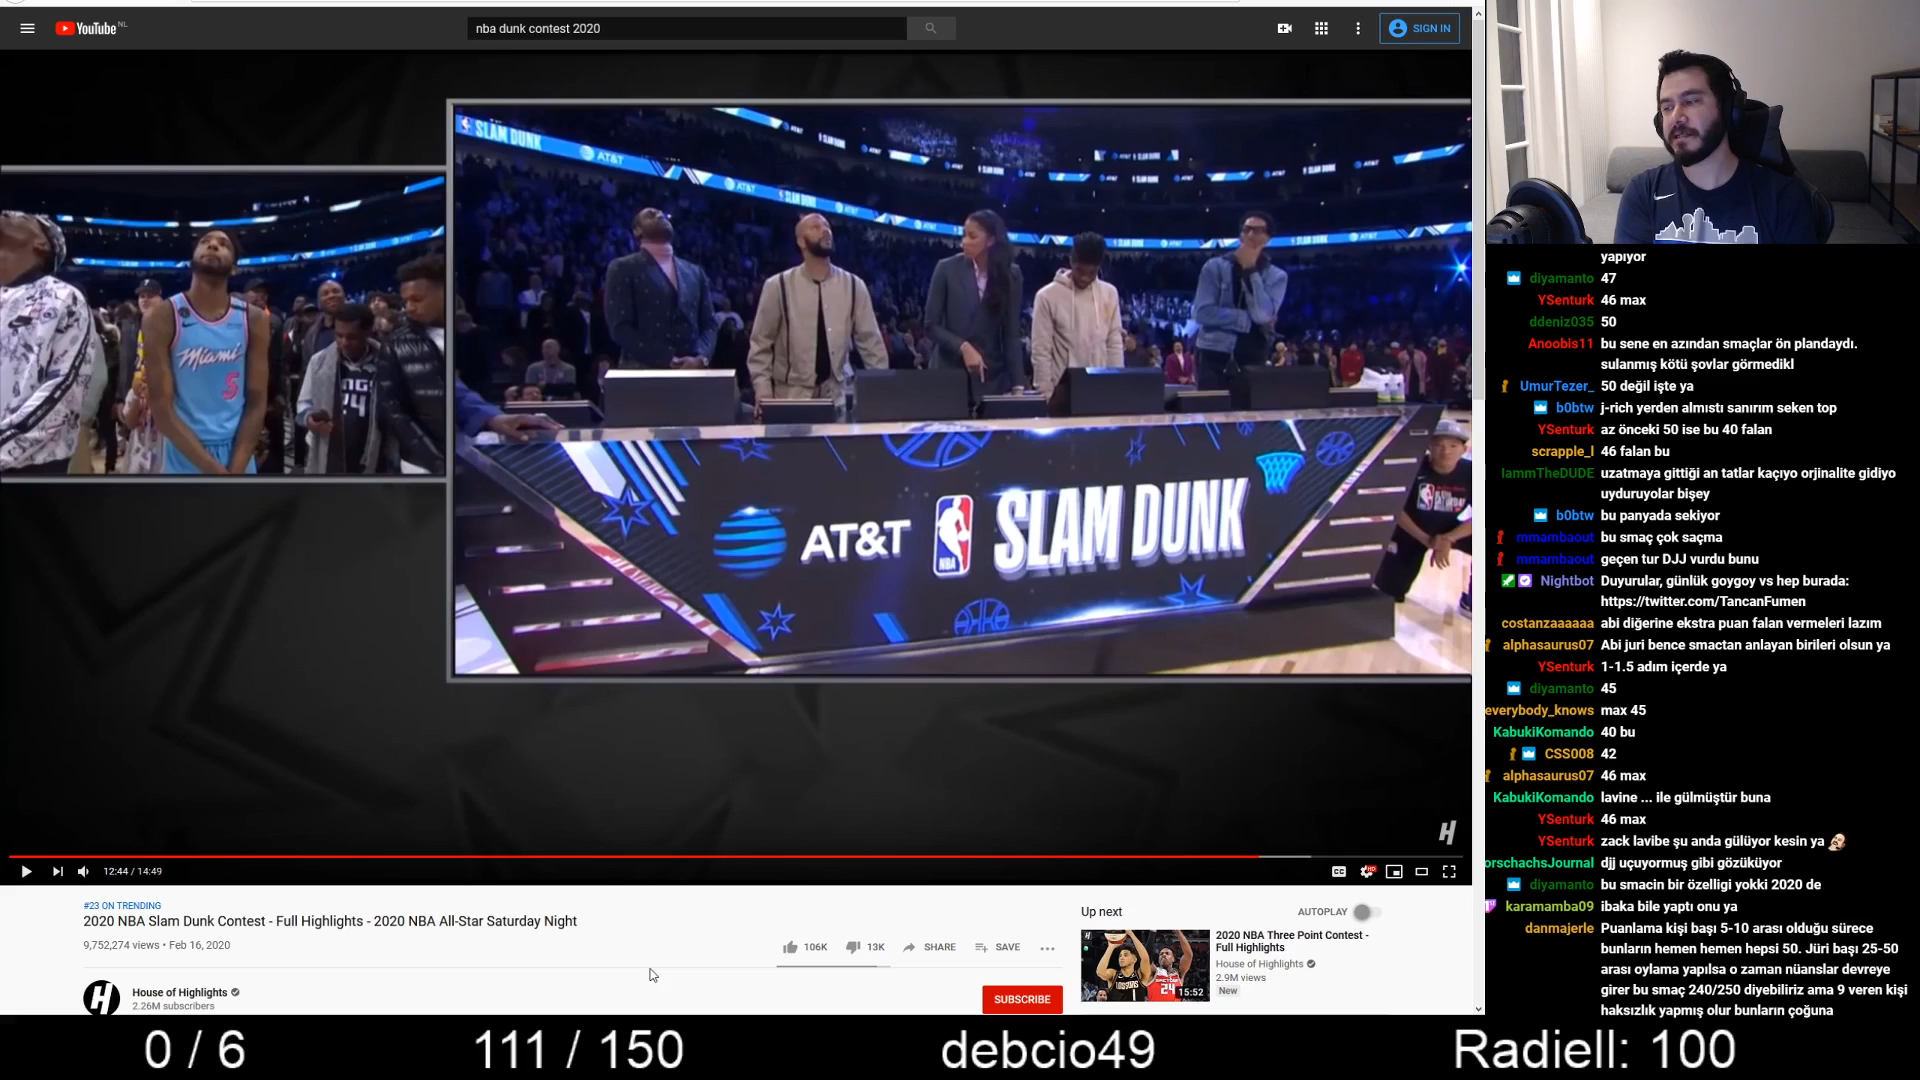 YouTube NL
nba dunk contest 2020
SIGN IN
SLAM DUNK
AT&T
SLAM DUNK
AT&T
SLAM DUNK
Miami
5
24
AT&T
NBA
SLAM DUNK
12:44 / 14:49
CC
HD
#23 ON TRENDING
2020 NBA Slam Dunk Contest - Full Highlights - 2020 NBA All-Star Saturday Night
9,752,274 views • Feb 16, 2020
106K
13K
SHARE
SAVE
House of Highlights
2.26M subscribers
SUBSCRIBE
Up next
AUTOPLAY
2020 NBA Three Point Contest -
Full Highlights
House of Highlights
2.9M views
New
15:52
yapıyor
diyamanto 47
YSenturk 46 max
ddeniz035 50
Anoobis11 bu sene en azından smaçlar ön plandaydı.
sulanmış kötü şovlar görmedikl
UmurTezer_ 50 değil işte ya
b0btw j-rich yerden almıstı sanırım seken top
YSenturk az önceki 50 ise bu 40 falan
scrapple_l 46 falan bu
IammTheDUDE uzatmaya gittiği an tatlar kaçıyo orjinalite gidiyo
uyduruyolar bişey
b0btw bu panyada sekiyor
mmambaout bu smaç çok saçma
mmambaout geçen tur DJJ vurdu bunu
Nightbot Duyurular, günlük goygoy vs hep burada:
https://twitter.com/TancanFumen
costanzaaaaaa abi diğerine ekstra puan falan vermeleri lazım
alphasaurus07 Abi juri bence smactan anlayan birileri olsun ya
YSenturk 1-1.5 adım içerde ya
diyamanto 45
everybody_knows max 45
KabukiKomando 40 bu
CSS008 42
alphasaurus07 46 max
KabukiKomando lavine ... ile gülmüştür buna
YSenturk 46 max
YSenturk zack lavibe şu anda gülüyor kesin ya
orschachsJournal djj uçuyormuş gibi gözüküyor
diyamanto bu smacin bir özelligi yokki 2020 de
karamamba09 ibaka bile yaptı onu ya
danmajerle Puanlama kişi başı 5-10 arası olduğu sürece
bunların hemen hemen hepsi 50. Jüri başı 25-50
arası oylama yapılsa o zaman nüanslar devreye
girer bu smaç 240/250 diyebiliriz ama 9 veren kişi
haksızlık yapmış olur bunların çoğuna
0 / 6
111 / 150
debcio49
Radiell: 100